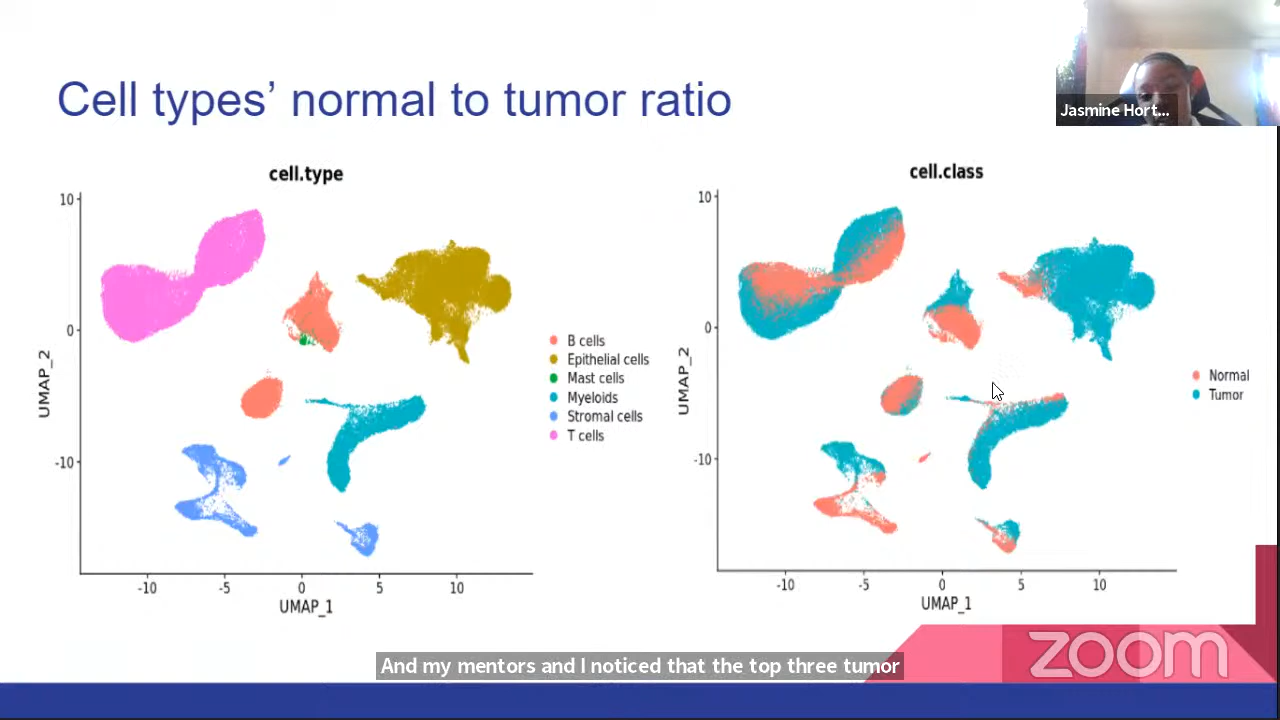 Cell types’ normal to tumor ratio
Jasmine Hort...
cell.type
10
0
-10
UMAP_2
-10
-5
0
5
10
UMAP_1
B cells
Epithelial cells
Mast cells
Myeloids
Stromal cells
T cells
cell.class
10
0
-10
UMAP_2
-10
-5
0
5
10
UMAP_1
Normal
Tumor
And my mentors and I noticed that the top three tumor
zoom